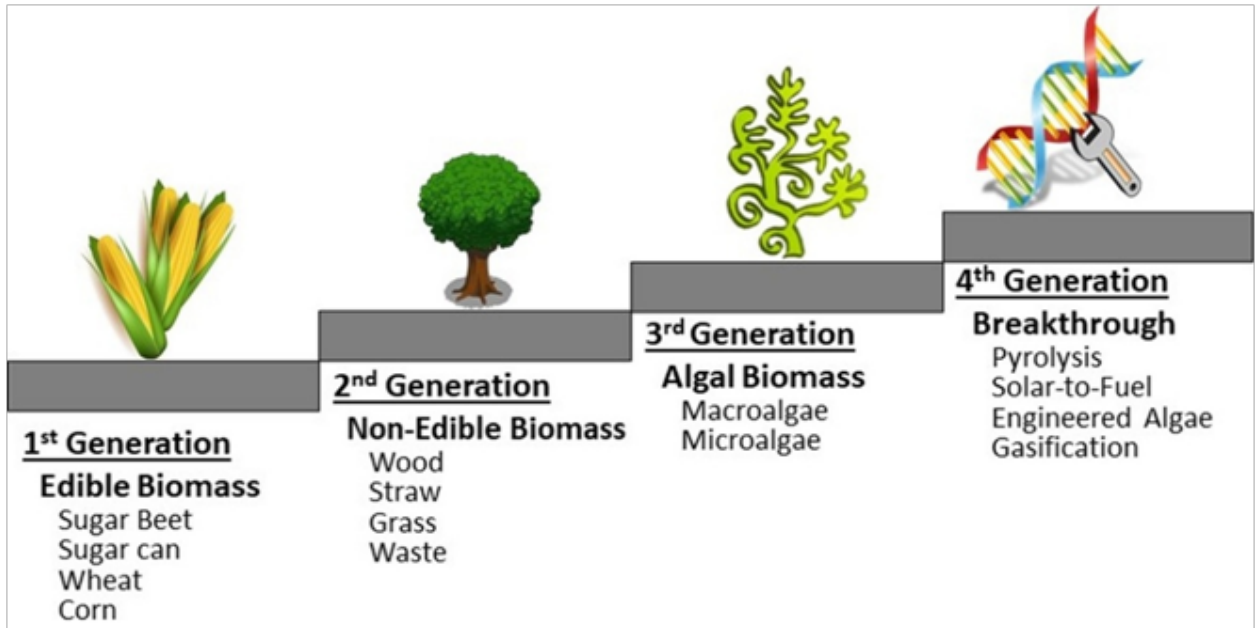 1st Generation
Edible Biomass
Sugar Beet
Sugar can
Wheat
Corn
2nd Generation
Non-Edible Biomass
Wood
Straw
Grass
Waste
3rd Generation
Algal Biomass
Macroalgae
Microalgae
4th Generation
Breakthrough
Pyrolysis
Solar-to-Fuel
Engineered Algae
Gasification